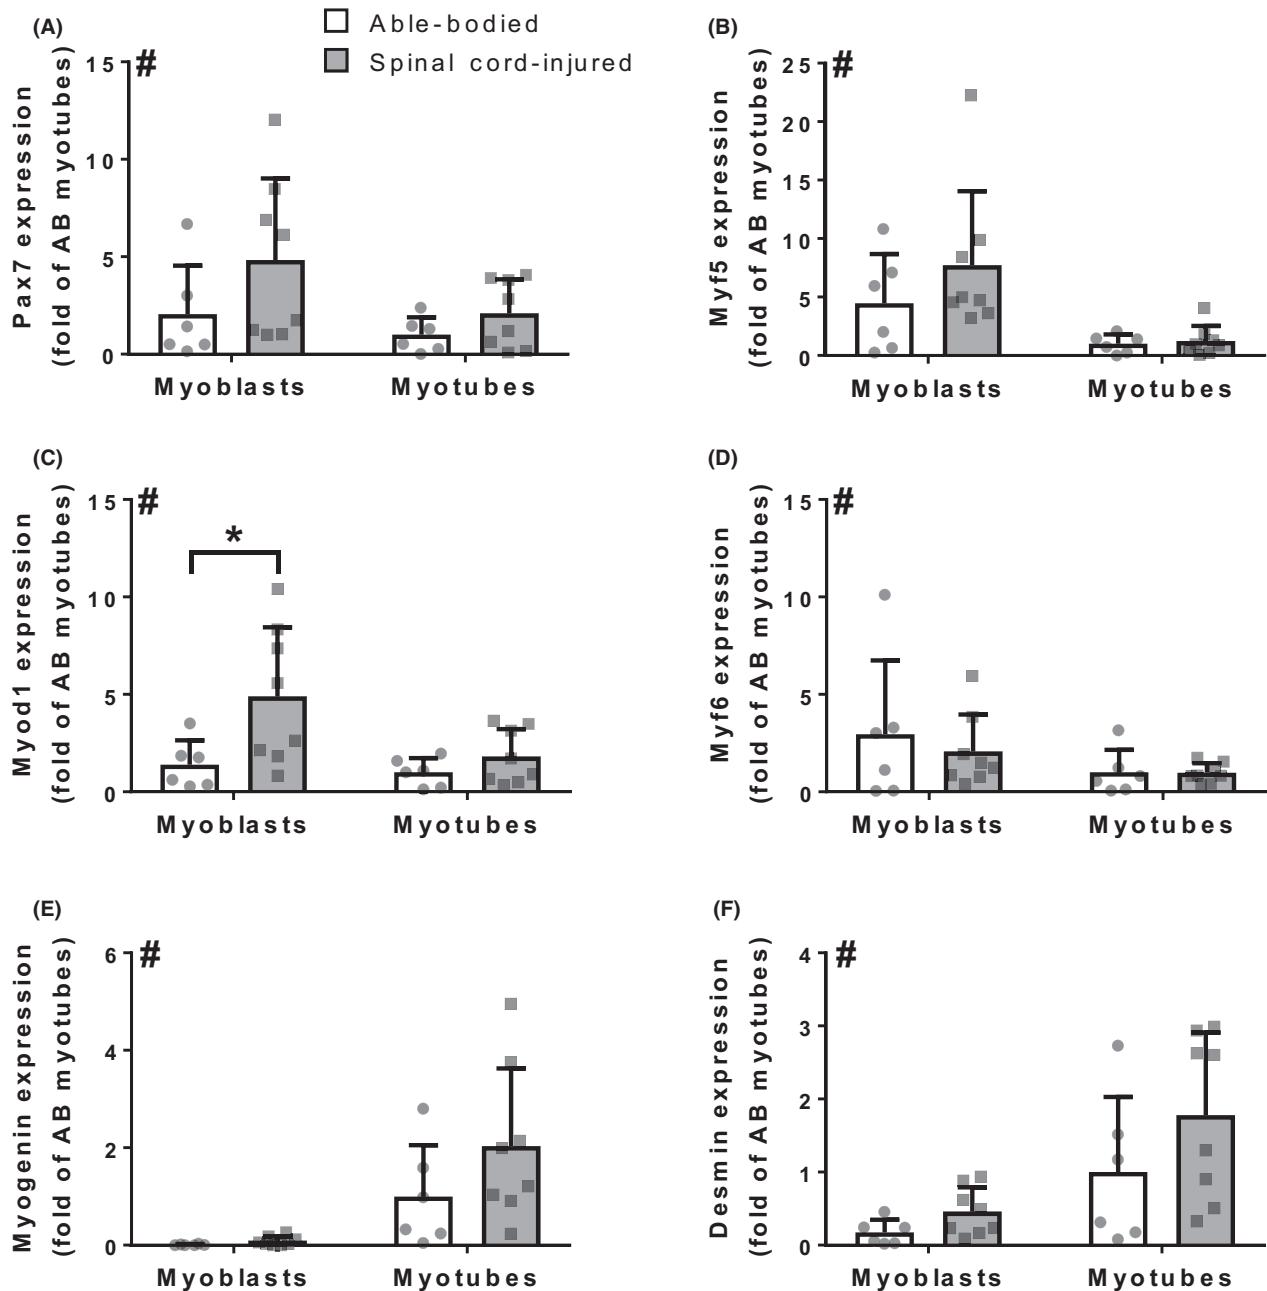 (A)
Able-bodied
Spinal cord-injured
Pax7 expression
(fold of AB myotubes)
15
10
5
0
#
Myoblasts
Myotubes
(B)
Myf5 expression
(fold of AB myotubes)
25
20
15
10
5
0
#
Myoblasts
Myotubes
(C)
Myod1 expression
(fold of AB myotubes)
15
10
5
0
#
*
Myoblasts
Myotubes
(D)
Myf6 expression
(fold of AB myotubes)
15
10
5
0
#
Myoblasts
Myotubes
(E)
Myogenin expression
(fold of AB myotubes)
6
4
2
0
#
Myoblasts
Myotubes
(F)
Desmin expression
(fold of AB myotubes)
4
3
2
1
0
#
Myoblasts
Myotubes